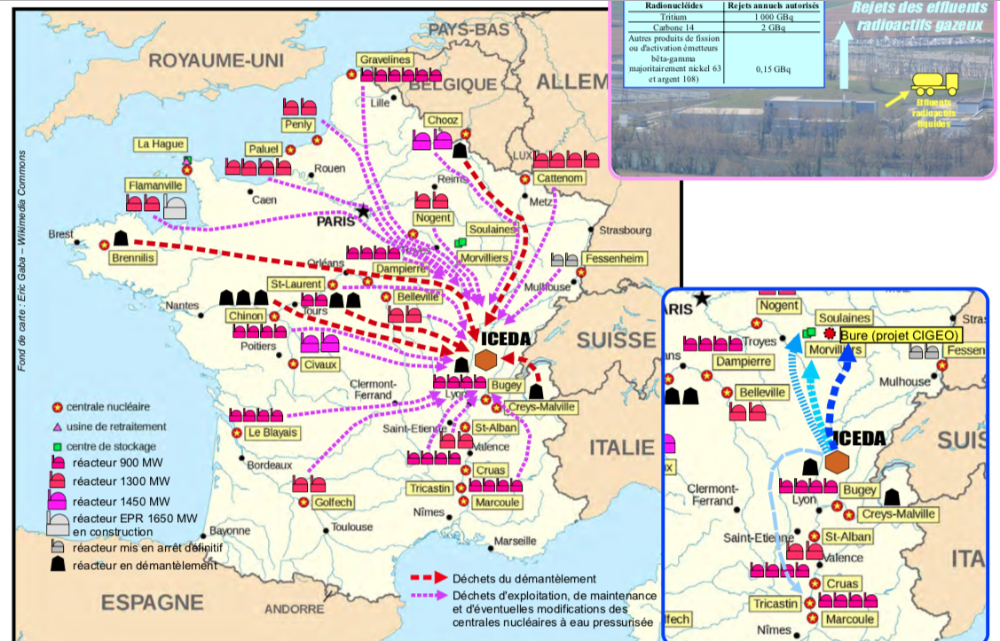 Fond de carte : Eric Gaba – Wikimedia Commons
PAYS-BAS
ROYAUME-UNI
Gravelines
BELGIQUE
ALLEM
Lille
Penly
Chooz
La Hague
Paluel
LUX
Cattenom
Rouen
Flamanville
Reims
Metz
Caen
Nogent
PARIS
Soulaines
Strasbourg
Brest
Brennilis
Troyes
Morvilliers
Fessenheim
Orléans
Dampierre
St-Laurent
Mulhouse
Belleville
Nantes
Chinon
Tours
ICEDA
SUISSE
Poitiers
Civaux
Clermont-
Ferrand
Lyon
Bugey
Creys-Malville
Saint-Etienne
St-Alban
Le Blayais
Valence
ITALIE
Bordeaux
Cruas
Tricastin
Golfech
Marcoule
Nîmes
Bayonne
Toulouse
Marseille
ESPAGNE
ANDORRE
centrale nucléaire
usine de retraitement
centre de stockage
réacteur 900 MW
réacteur 1300 MW
réacteur 1450 MW
réacteur EPR 1650 MW
en construction
réacteur mis en arrêt définitif
réacteur en démantèlement
Déchets du démantèlement
Déchets d'exploitation, de maintenance
et d'éventuelles modifications des
centrales nucléaires à eau pressurisée
Radionucléides Rejets annuels autorisés
Tritium 1 000 GBq
Carbone 14 2 GBq
Autres produits de fission
ou d'activation émetteurs
bêta-gamma
majoritairement nickel 63
et argent 108) 0,15 GBq
Rejets des effluents
radioactifs gazeux
Effluents
radioactifs
liquides
ARIS
Nogent
Soulaines
Stras
Troyes
Bure (projet CIGEO)
Morvilliers
Fessen
ans
Dampierre
Mulhouse
Belleville
ICEDA
SUIS
x
Clermont-
Ferrand
Lyon
Bugey
Creys-Malville
Saint-Etienne
St-Alban
Valence
ITA
Cruas
Tricastin
Marcoule
lfech
Nîmes